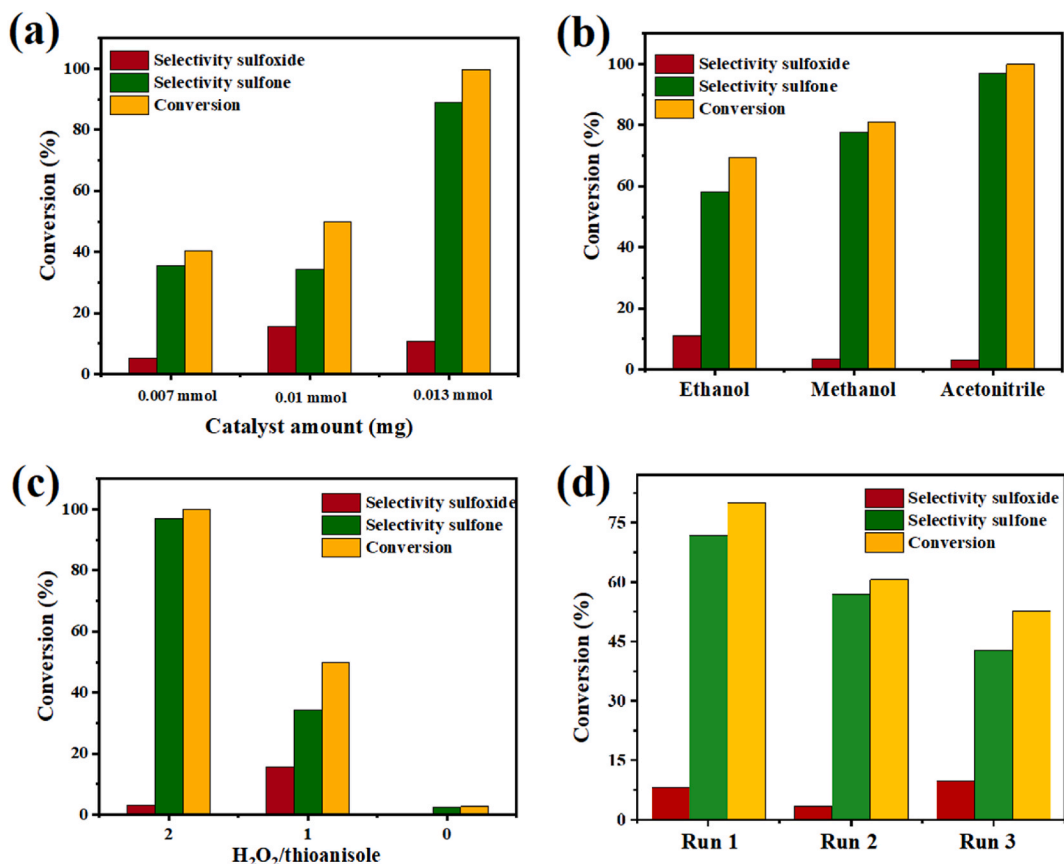 (a)
Selectivity sulfoxide
Selectivity sulfone
Conversion
Conversion (%)
100
80
60
40
20
0
0.007 mmol 0.01 mmol 0.013 mmol
Catalyst amount (mg)
(b)
Selectivity sulfoxide
Selectivity sulfone
Conversion
Conversion (%)
100
80
60
40
20
0
Ethanol Methanol Acetonitrile
(c)
Selectivity sulfoxide
Selectivity sulfone
Conversion
Conversion (%)
100
80
60
40
20
0
2 1 0
H₂O₂/thioanisole
(d)
Selectivity sulfoxide
Selectivity sulfone
Conversion
Conversion (%)
75
60
45
30
15
0
Run 1 Run 2 Run 3